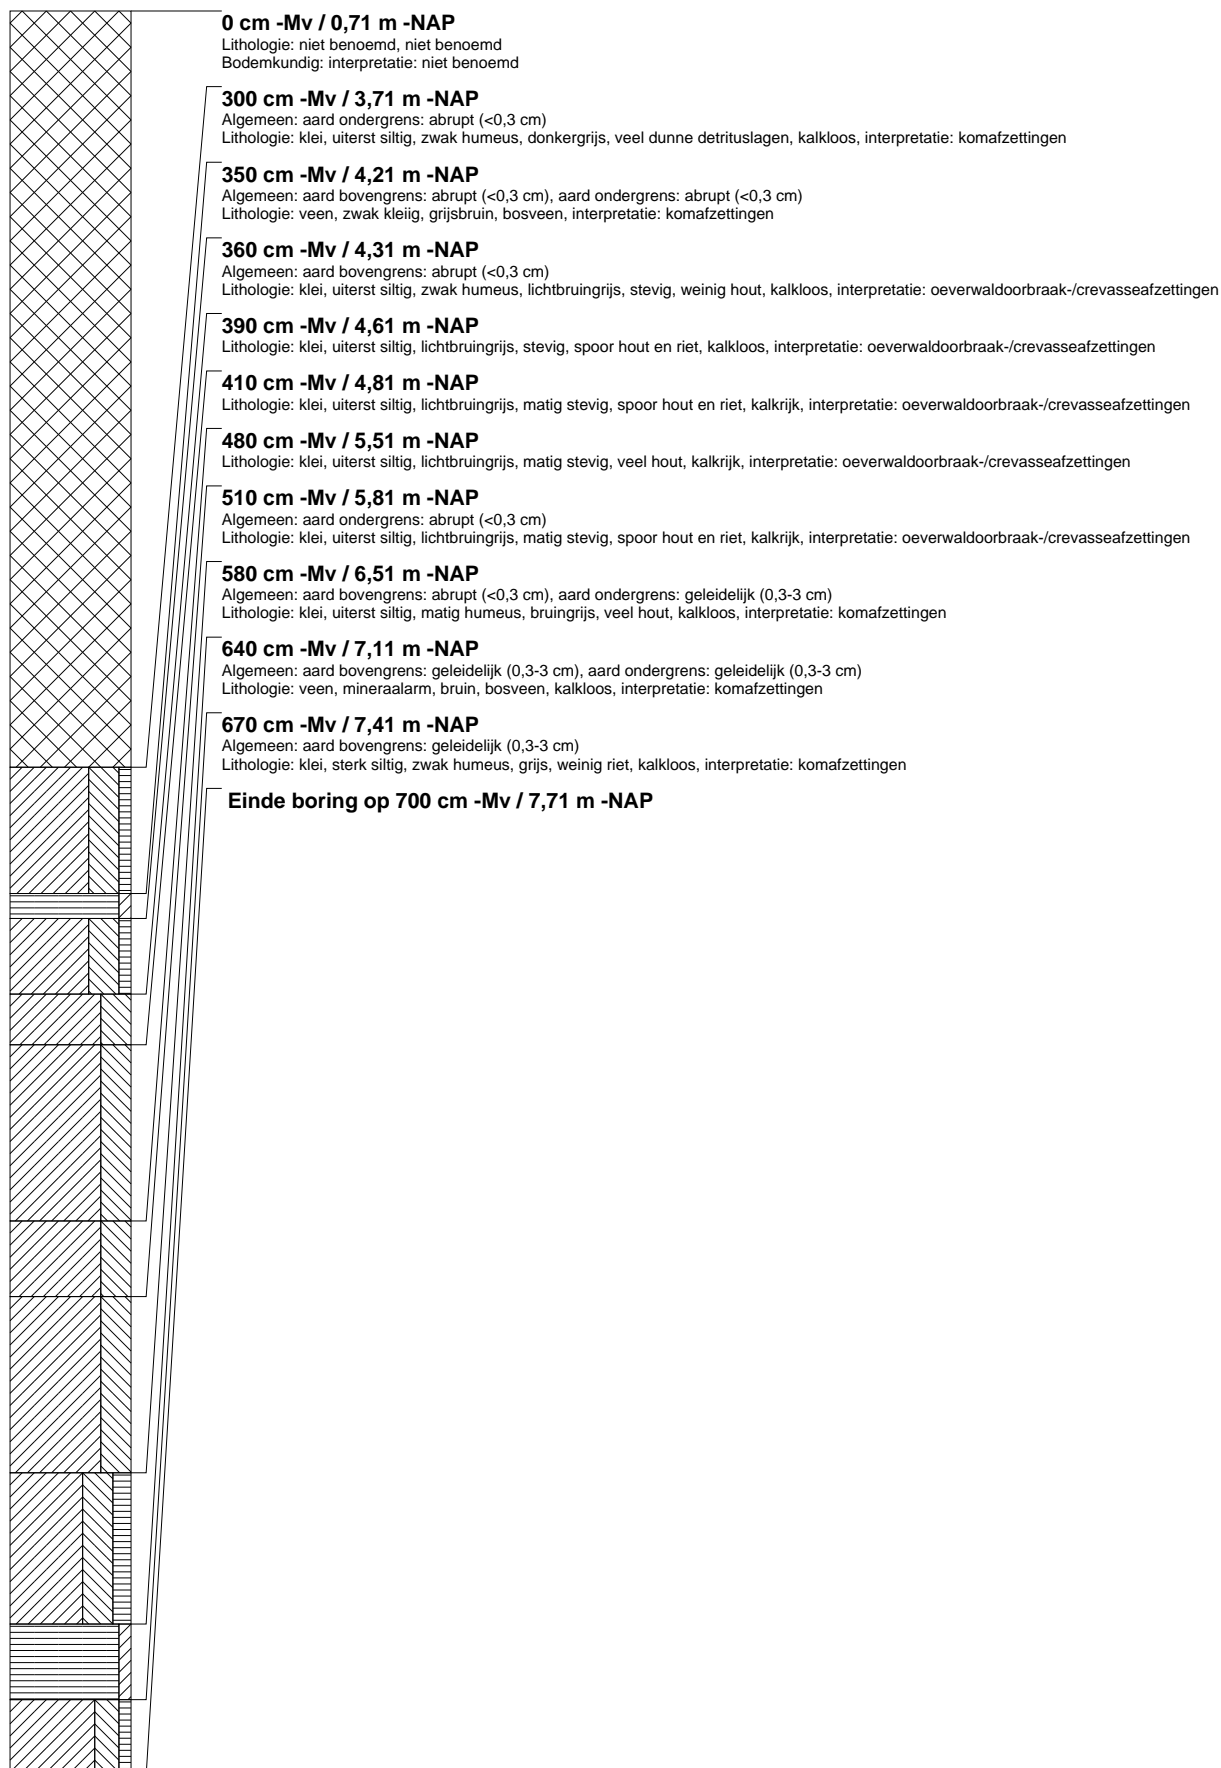 0 cm -Mv / 0,71 m -NAP
Lithologie: niet benoemd, niet benoemd
Bodemkundig: interpretatie: niet benoemd
300 cm -Mv / 3,71 m -NAP
Algemeen: aard ondergrens: abrupt (<0,3 cm)
Lithologie: klei, uiterst siltig, zwak humeus, donkergrijs, veel dunne detrituslagen, kalkloos, interpretatie: komafzettingen
350 cm -Mv / 4,21 m -NAP
Algemeen: aard bovengrens: abrupt (<0,3 cm), aard ondergrens: abrupt (<0,3 cm)
Lithologie: veen, zwak kleiig, grijsbruin, bosveen, interpretatie: komafzettingen
360 cm -Mv / 4,31 m -NAP
Algemeen: aard bovengrens: abrupt (<0,3 cm)
Lithologie: klei, uiterst siltig, zwak humeus, lichtbruingrijs, stevig, weinig hout, kalkloos, interpretatie: oeverwaldoorbraak-/crevasseafzettingen
390 cm -Mv / 4,61 m -NAP
Lithologie: klei, uiterst siltig, lichtbruingrijs, stevig, spoor hout en riet, kalkloos, interpretatie: oeverwaldoorbraak-/crevasseafzettingen
410 cm -Mv / 4,81 m -NAP
Lithologie: klei, uiterst siltig, lichtbruingrijs, matig stevig, spoor hout en riet, kalkrijk, interpretatie: oeverwaldoorbraak-/crevasseafzettingen
480 cm -Mv / 5,51 m -NAP
Lithologie: klei, uiterst siltig, lichtbruingrijs, matig stevig, veel hout, kalkrijk, interpretatie: oeverwaldoorbraak-/crevasseafzettingen
510 cm -Mv / 5,81 m -NAP
Algemeen: aard ondergrens: abrupt (<0,3 cm)
Lithologie: klei, uiterst siltig, lichtbruingrijs, matig stevig, spoor hout en riet, kalkrijk, interpretatie: oeverwaldoorbraak-/crevasseafzettingen
580 cm -Mv / 6,51 m -NAP
Algemeen: aard bovengrens: abrupt (<0,3 cm), aard ondergrens: geleidelijk (0,3-3 cm)
Lithologie: klei, uiterst siltig, matig humeus, bruingrijs, veel hout, kalkloos, interpretatie: komafzettingen
640 cm -Mv / 7,11 m -NAP
Algemeen: aard bovengrens: geleidelijk (0,3-3 cm), aard ondergrens: geleidelijk (0,3-3 cm)
Lithologie: veen, mineraalarm, bruin, bosveen, kalkloos, interpretatie: komafzettingen
670 cm -Mv / 7,41 m -NAP
Algemeen: aard bovengrens: geleidelijk (0,3-3 cm)
Lithologie: klei, sterk siltig, zwak humeus, grijs, weinig riet, kalkloos, interpretatie: komafzettingen
Einde boring op 700 cm -Mv / 7,71 m -NAP